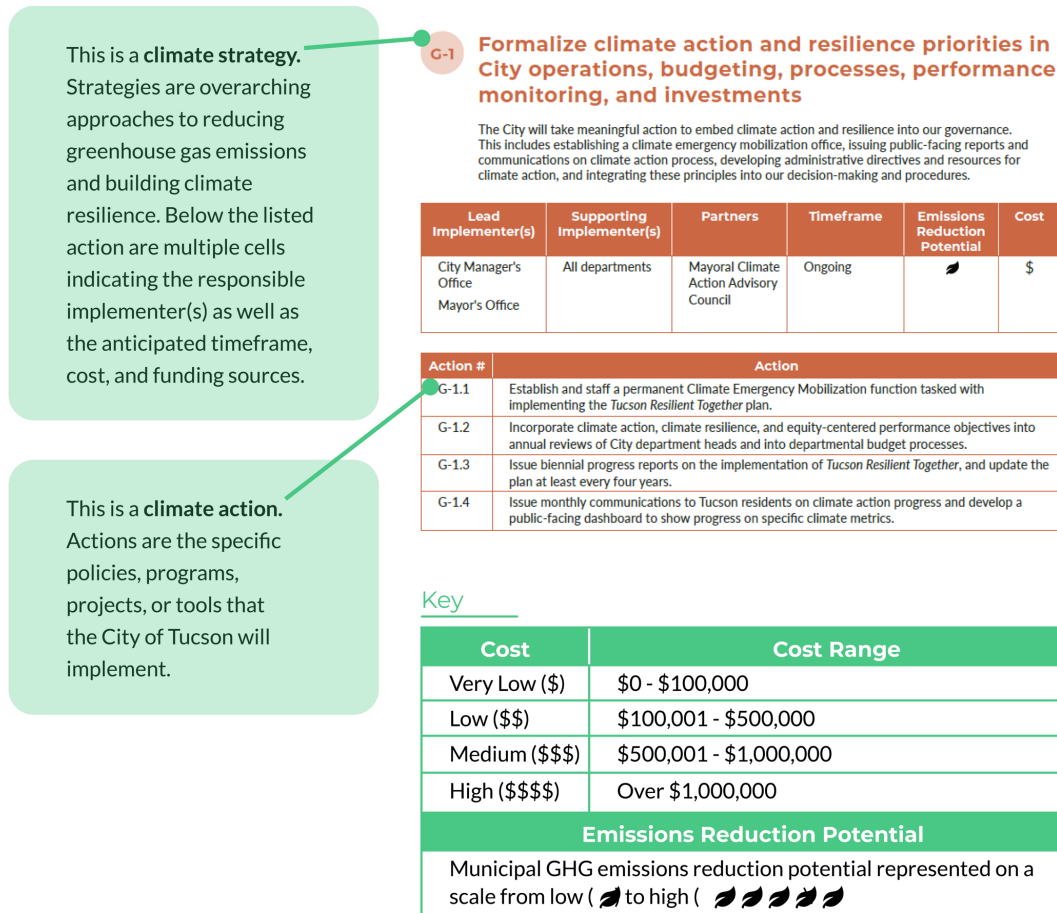 This is a climate strategy.
Strategies are overarching
approaches to reducing
greenhouse gas emissions
and building climate
resilience. Below the listed
action are multiple cells
indicating the responsible
implementer(s) as well as
the anticipated timeframe,
cost, and funding sources.
This is a climate action.
Actions are the specific
policies, programs,
projects, or tools that
the City of Tucson will
implement.
G-1
Formalize climate action and resilience priorities in
City operations, budgeting, processes, performance
monitoring, and investments
The City will take meaningful action to embed climate action and resilience into our governance.
This includes establishing a climate emergency mobilization office, issuing public-facing reports and
communications on climate action process, developing administrative directives and resources for
climate action, and integrating these principles into our decision-making and procedures.
Lead Implementer(s) Supporting Implementer(s) Partners Timeframe Emissions Reduction Potential Cost
City Manager's Office
Mayor's Office
All departments
Mayoral Climate Action Advisory Council
Ongoing
$
Action # Action
G-1.1 Establish and staff a permanent Climate Emergency Mobilization function tasked with
implementing the Tucson Resilient Together plan.
G-1.2 Incorporate climate action, climate resilience, and equity-centered performance objectives into
annual reviews of City department heads and into departmental budget processes.
G-1.3 Issue biennial progress reports on the implementation of Tucson Resilient Together, and update the
plan at least every four years.
G-1.4 Issue monthly communications to Tucson residents on climate action progress and develop a
public-facing dashboard to show progress on specific climate metrics.
Key
Cost Cost Range
Very Low ($) $0 - $100,000
Low ($$) $100,001 - $500,000
Medium ($$$) $500,001 - $1,000,000
High ($$$$) Over $1,000,000
Emissions Reduction Potential
Municipal GHG emissions reduction potential represented on a
scale from low ( to high (